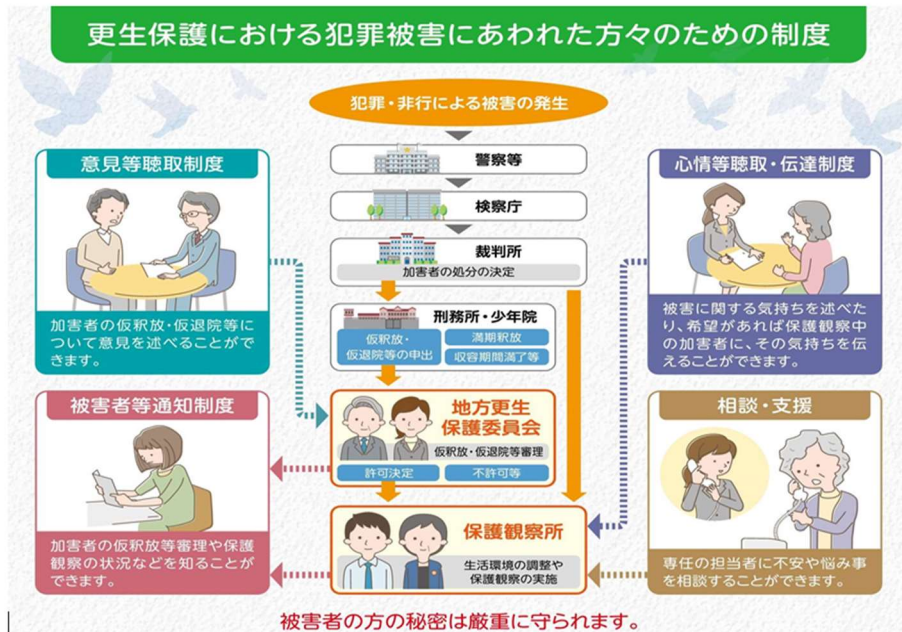 更生保護における犯罪被害にあわれた方々のための制度
犯罪・非行による被害の発生
警察等
検察庁
裁判所
加害者の処分の決定
刑務所・少年院
仮釈放・
仮退院等の申出
満期釈放
収容期間満了等
地方更生
保護委員会
仮釈放・仮退院等審理
許可決定
不許可等
保護観察所
生活環境の調整や
保護観察の実施
意見等聴取制度
加害者の仮釈放・仮退院等
について意見を述べることがで
きます。
被害者等通知制度
加害者の仮釈放等審理や保護
観察の状況などを知ることが
できます。
心情等聴取・伝達制度
被害に関する気持ちを述べた
り、希望があれば保護観察中
の加害者に、その気持ちを伝
えることができます。
相談・支援
専任の担当者に不安や悩み事
を相談することができます。
被害者の方の秘密は厳重に守られます。